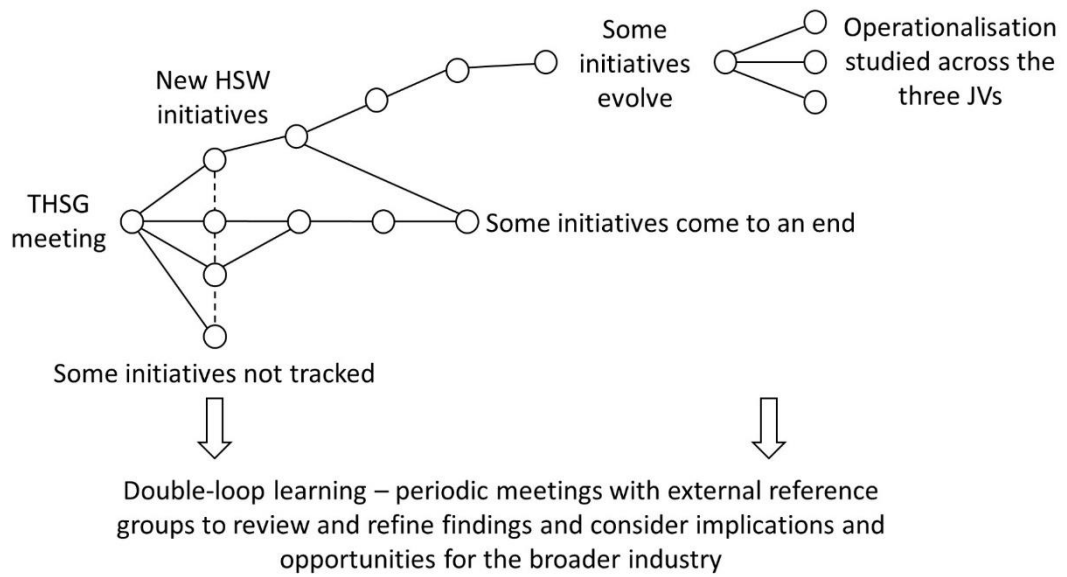 New HSW
initiatives
Some
initiatives
evolve
Operationalisation
studied across the
three JVs
THSG
meeting
Some initiatives come to an end
Some initiatives not tracked
Double-loop learning – periodic meetings with external reference
groups to review and refine findings and consider implications and
opportunities for the broader industry